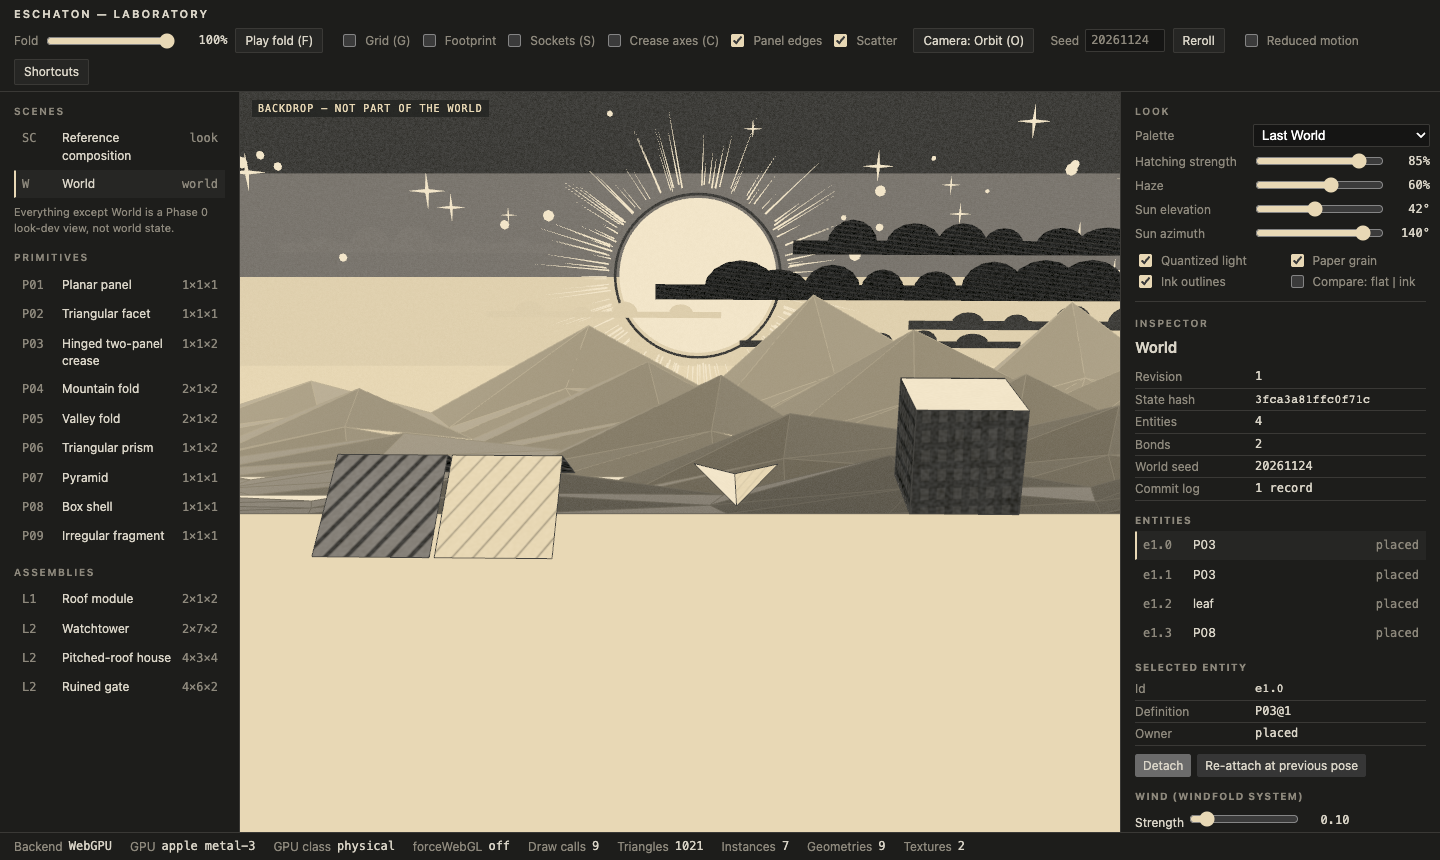 ESCHATON — LABORATORY
Fold 100% Play fold (F) Grid (G) Footprint Sockets (S) Crease axes (C) Panel edges Scatter Camera: Orbit (O) Seed 20261124 Reroll Reduced motion
Shortcuts
SCENES
SC Reference composition look
W World world
Everything except World is a Phase 0
look-dev view, not world state.
PRIMITIVES
P01 Planar panel 1×1×1
P02 Triangular facet 1×1×1
P03 Hinged two-panel crease 1×1×2
P04 Mountain fold 2×1×2
P05 Valley fold 2×1×2
P06 Triangular prism 1×1×2
P07 Pyramid 1×1×1
P08 Box shell 1×1×1
P09 Irregular fragment 1×1×1
ASSEMBLIES
L1 Roof module 2×1×2
L2 Watchtower 2×7×2
L2 Pitched-roof house 4×3×4
L2 Ruined gate 4×6×2
BACKDROP — NOT PART OF THE WORLD
LOOK
Palette Last World
Hatching strength 85%
Haze 60%
Sun elevation 42°
Sun azimuth 140°
Quantized light Paper grain
Ink outlines Compare: flat | ink
INSPECTOR
World
Revision 1
State hash 3fca3a81ffc0f71c
Entities 4
Bonds 2
World seed 20261124
Commit log 1 record
ENTITIES
e1.0 P03 placed
e1.1 P03 placed
e1.2 leaf placed
e1.3 P08 placed
SELECTED ENTITY
Id e1.0
Definition P03@1
Owner placed
Detach Re-attach at previous pose
WIND (WINDFOLD SYSTEM)
Strength 0.10
Backend WebGPU GPU apple metal-3 GPU class physical forceWebGL off Draw calls 9 Triangles 1021 Instances 7 Geometries 9 Textures 2